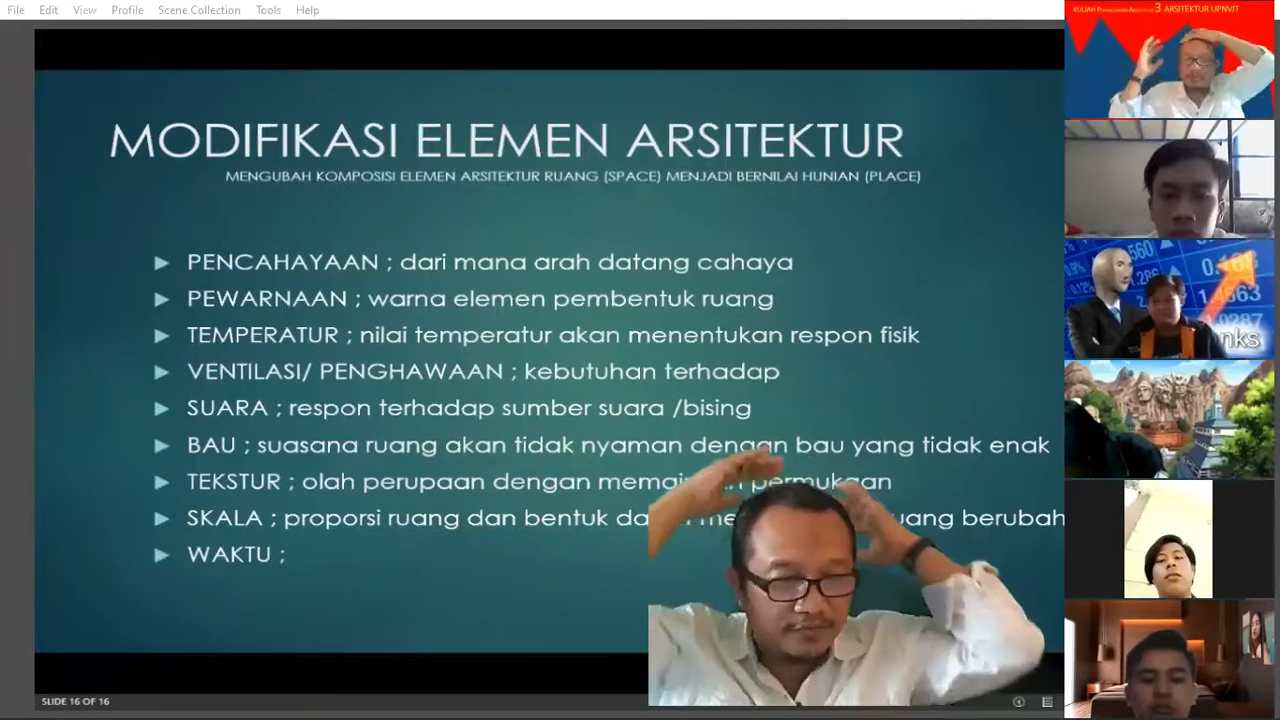 File Edit View Profile Scene Collection Tools Help
MODIFIKASI ELEMEN ARSITEKTUR
MENGUBAH KOMPOSISI ELEMEN ARSITEKTUR RUANG (SPACE) MENJADI BERNILAI HUNIAN (PLACE)
► PENCAHAYAAN ; dari mana arah datang cahaya
► PEWARNAAN ; warna elemen pembentuk ruang
► TEMPERATUR ; nilai temperatur akan menentukan respon fisik
► VENTILASI/ PENGHAWAAN ; kebutuhan terhadap
► SUARA ; respon terhadap sumber suara /bising
► BAU ; suasana ruang akan tidak nyaman dengan bau yang tidak enak
► TEKSTUR ; olah perupaan dengan permukaan
► SKALA ; proporsi ruang dan bentuk berubah
► WAKTU ;
SLIDE 16 OF 16
3 ARSITEKTUR UPNVJT
nks